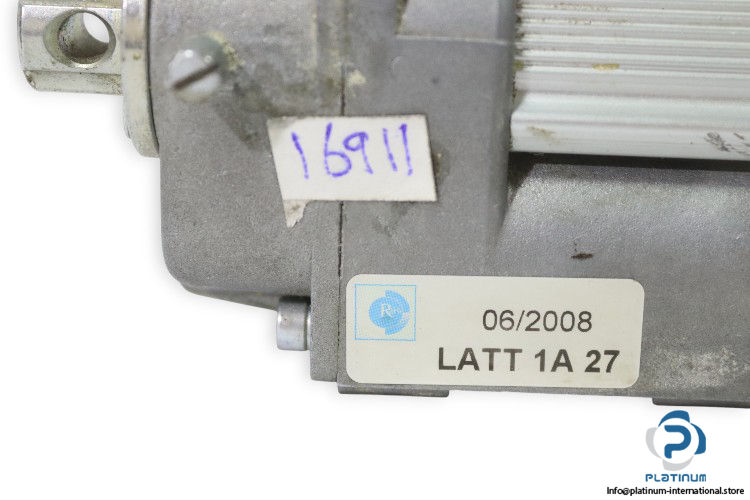 16911
06/2008
LATT 1A 27
PLATINUM
Info@platinum-international.store